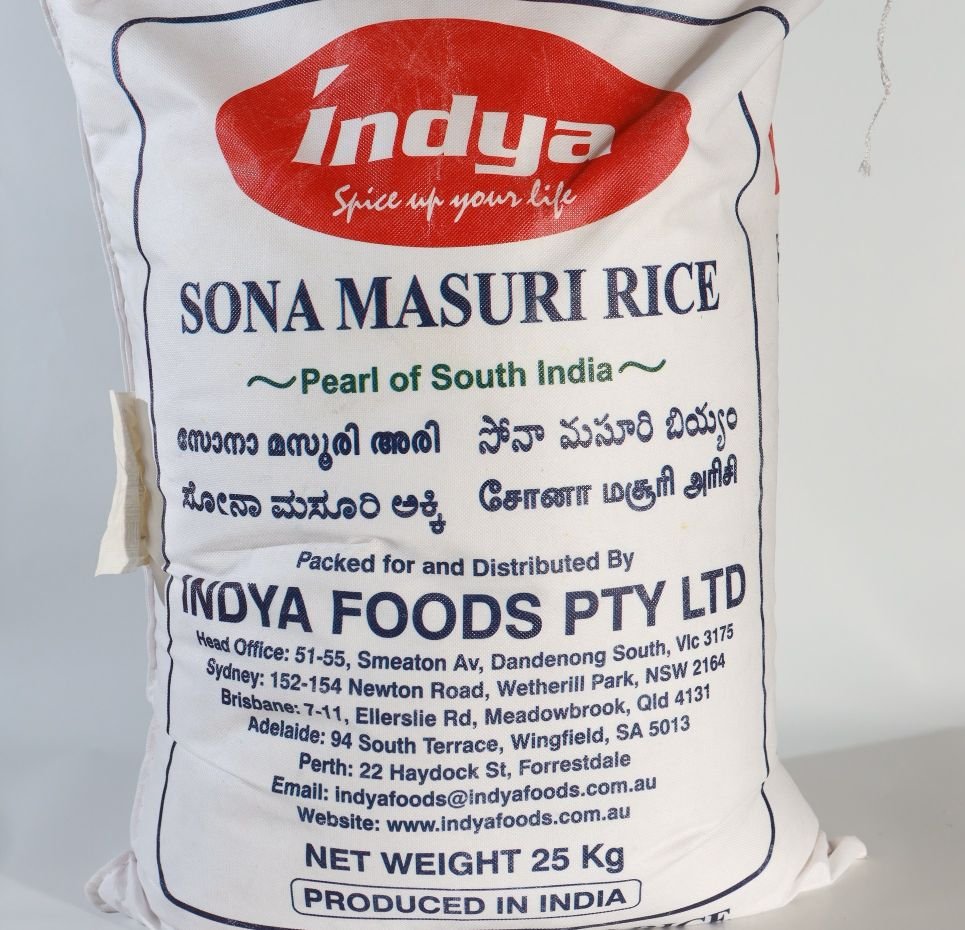 indya
Spice up your life
SONA MASURI RICE
Pearl of South India
സോനാ മസൂരി അരി సోనా మసూరి బియ్యం
ಸೋನಾ ಮಸೂರಿ ಅಕ್ಕಿ சோனா மசூரி அரிசி
Packed for and Distributed By
INDYA FOODS PTY LTD
Head Office: 51-55, Smeaton Av, Dandenong South, Vic 3175
Sydney: 152-154 Newton Road, Wetherill Park, NSW 2164
Brisbane: 7-11, Ellerslie Rd, Meadowbrook, Qld 4131
Adelaide: 94 South Terrace, Wingfield, SA 5013
Perth: 22 Haydock St, Forrestdale
Email: indyafoods@indyafoods.com.au
Website: www.indyafoods.com.au
NET WEIGHT 25 Kg
PRODUCED IN INDIA